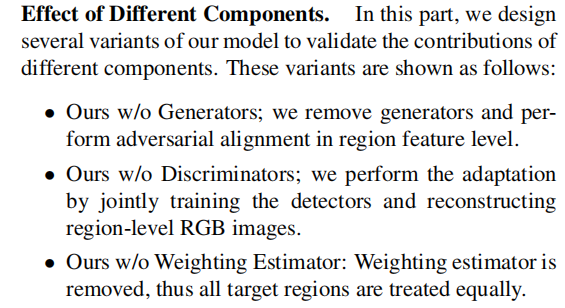 Effect of Different Components. In this part, we design
several variants of our model to validate the contributions of
different components. These variants are shown as follows:
• Ours w/o Generators; we remove generators and per-
form adversarial alignment in region feature level.
• Ours w/o Discriminators; we perform the adaptation
by jointly training the detectors and reconstructing
region-level RGB images.
• Ours w/o Weighting Estimator: Weighting estimator is
removed, thus all target regions are treated equally.